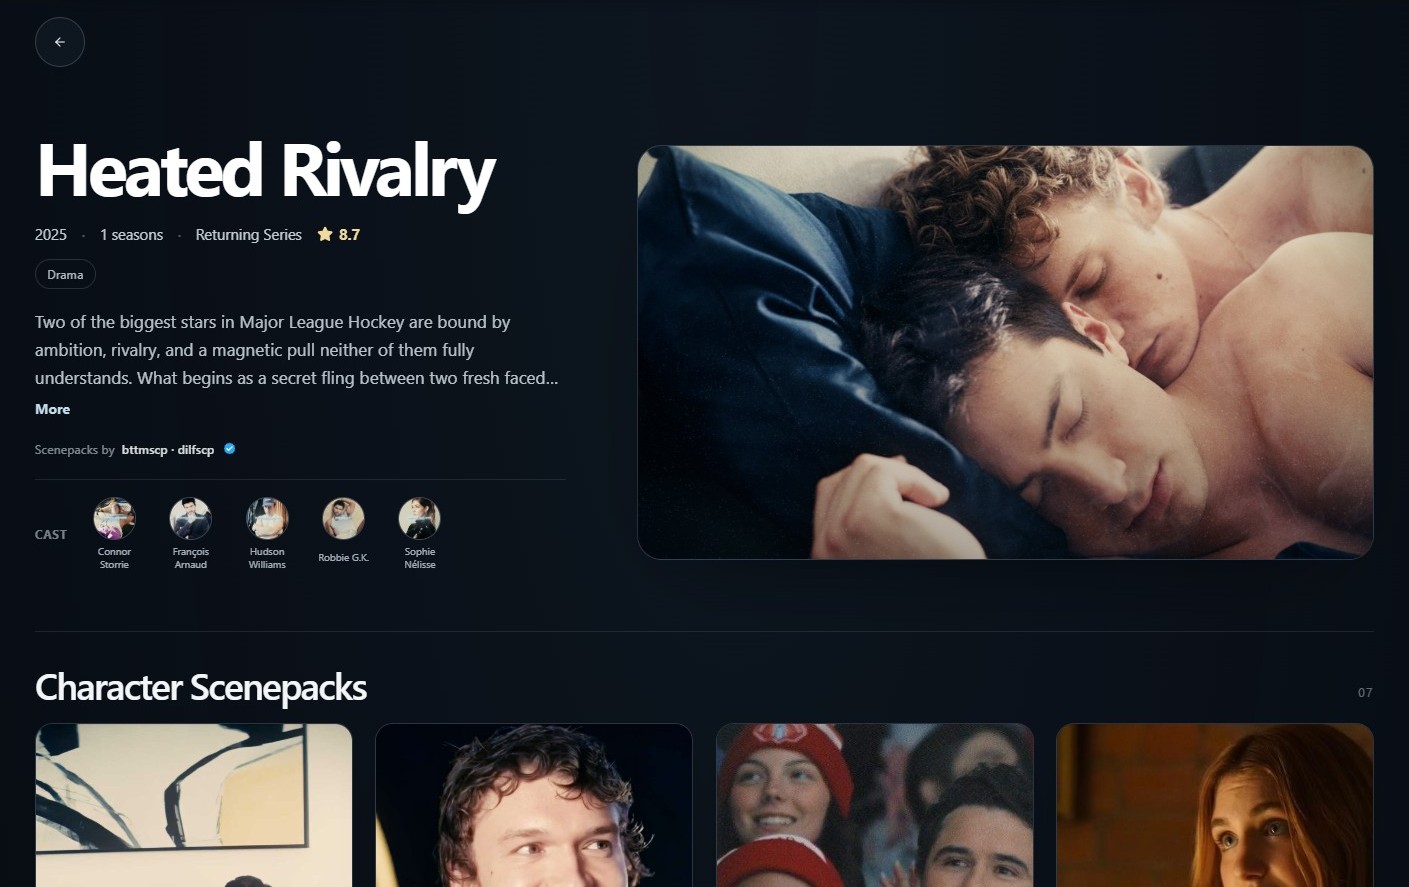 Heated Rivalry
2025 · 1 seasons · Returning Series 8.7
Drama
Two of the biggest stars in Major League Hockey are bound by
ambition, rivalry, and a magnetic pull neither of them fully
understands. What begins as a secret fling between two fresh faced...
More
Scenepacks by bttmscp · dilfscp
CAST
Connor
Storrie
François
Arnaud
Hudson
Williams
Robbie G.K.
Sophie
Nélisse
Character Scenepacks
07